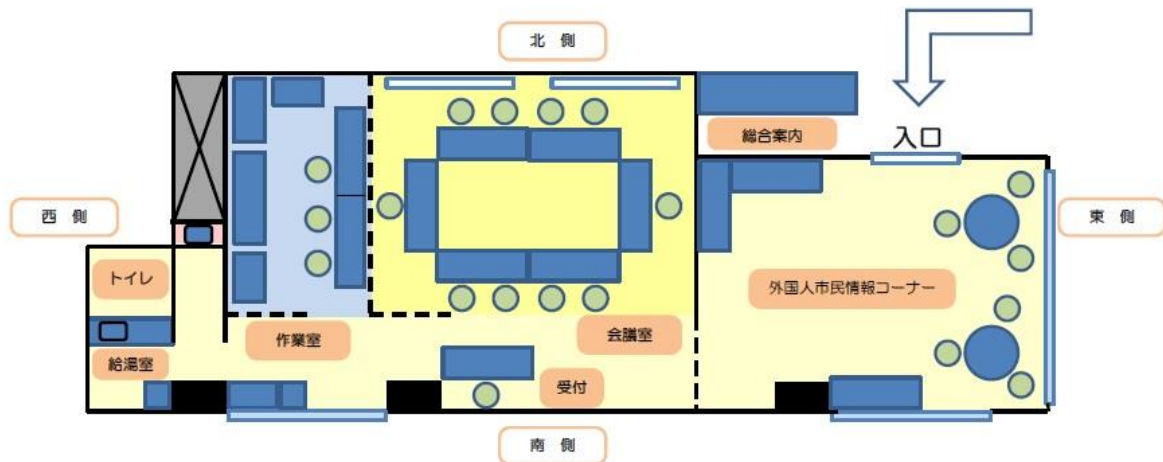 北 側
総合案内
入口
西 側
東 側
トイレ
外国人市民情報コーナー
作業室
会議室
給湯室
受付
南 側